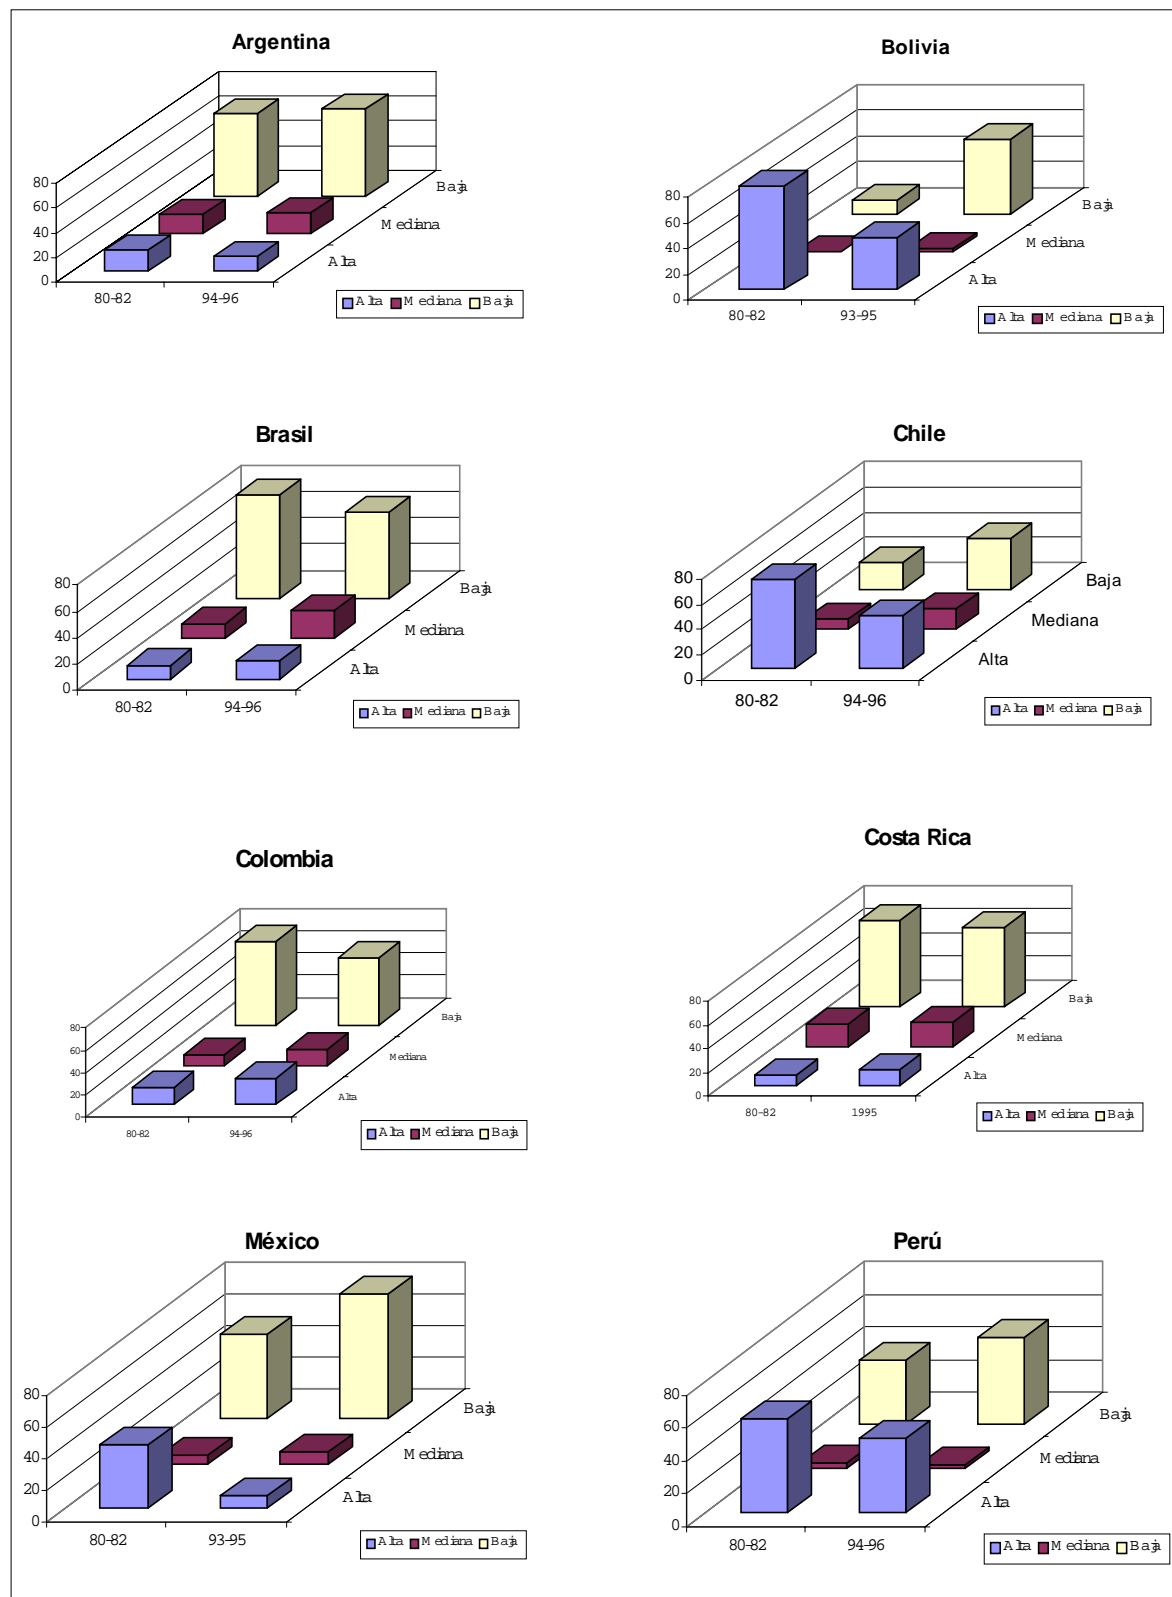 Argentina
80
60
40
20
0
80-82
94-96
Alta
Mediana
Baja
Alta Mediana Baja
Bolivia
80
60
40
20
0
80-82
93-95
Alta
Mediana
Baja
Alta Mediana Baja
Brasil
80
60
40
20
0
80-82
94-96
Alta
Mediana
Baja
Alta Mediana Baja
Chile
80
60
40
20
0
80-82
94-96
Alta
Mediana
Baja
Alta Mediana Baja
Colombia
80
60
40
20
0
80-82
94-96
Alta
Mediana
Baja
Alta Mediana Baja
Costa Rica
80
60
40
20
0
80-82
1995
Alta
Mediana
Baja
Alta Mediana Baja
México
80
60
40
20
0
80-82
93-95
Alta
Mediana
Baja
Alta Mediana Baja
Perú
80
60
40
20
0
80-82
94-96
Alta
Mediana
Baja
Alta Mediana Baja